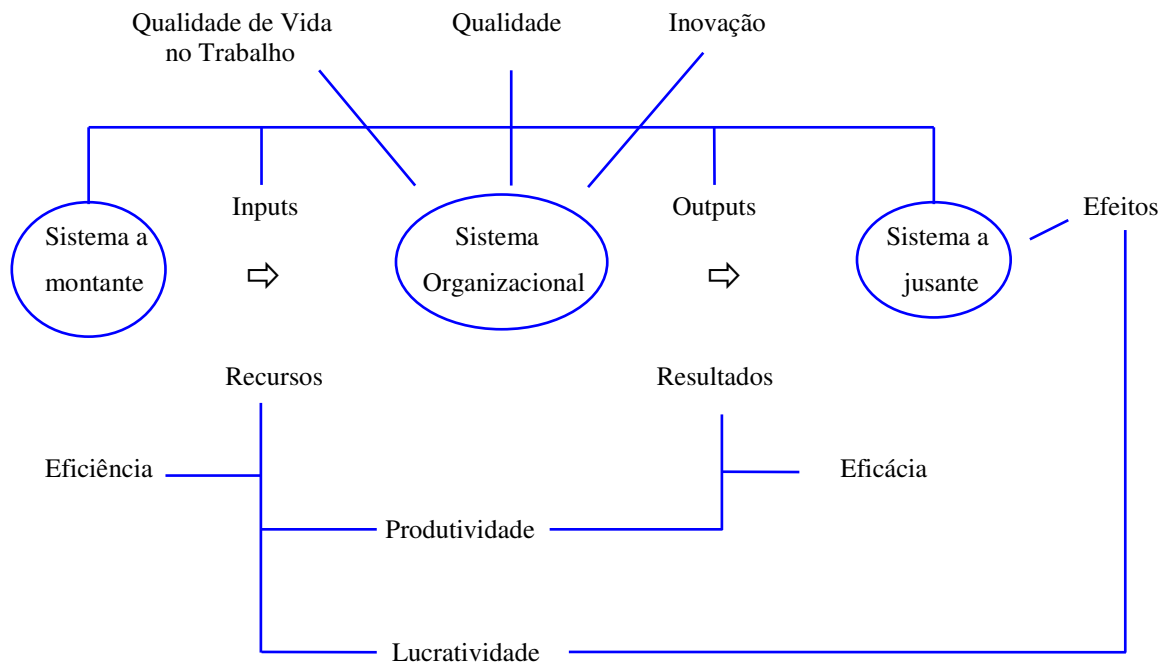 Qualidade de Vida
no Trabalho
Qualidade
Inovação
Inputs
Outputs
Efeitos
Sistema a
montante
Sistema
Organizacional
Sistema a
jusante
Recursos
Resultados
Eficiência
Eficácia
Produtividade
Lucratividade